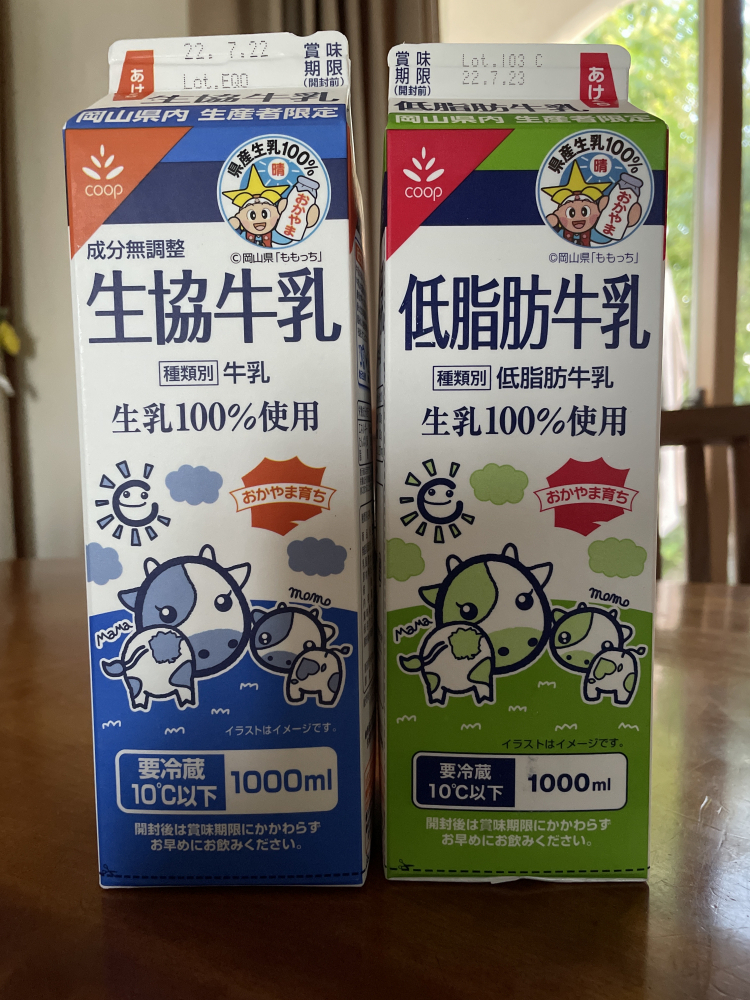 22. 7.22
Lot.EQO
賞味
期限
(開封前)
あけ
生協牛乳
岡山県内 生産者限定
coop
県産生乳100%
晴
おかやま
©岡山県「ももっち」
成分無調整
生協牛乳
種類別 牛乳
生乳100%使用
おかやま育ち
MaMa
momo
イラストはイメージです。
要冷蔵
10℃以下
1000ml
開封後は賞味期限にかかわらず
お早めにお飲みください。
賞味
期限
(開封前)
Lot.103 C
22.7.23
あけ
低脂肪牛乳
岡山県内 生産者限定
coop
県産生乳100%
晴
おかやま
©岡山県「ももっち」
低脂肪牛乳
種類別 低脂肪牛乳
生乳100%使用
おかやま育ち
MaMa
momo
イラストはイメージです。
要冷蔵
10℃以下
1000ml
開封後は賞味期限にかかわらず
お早めにお飲みください。